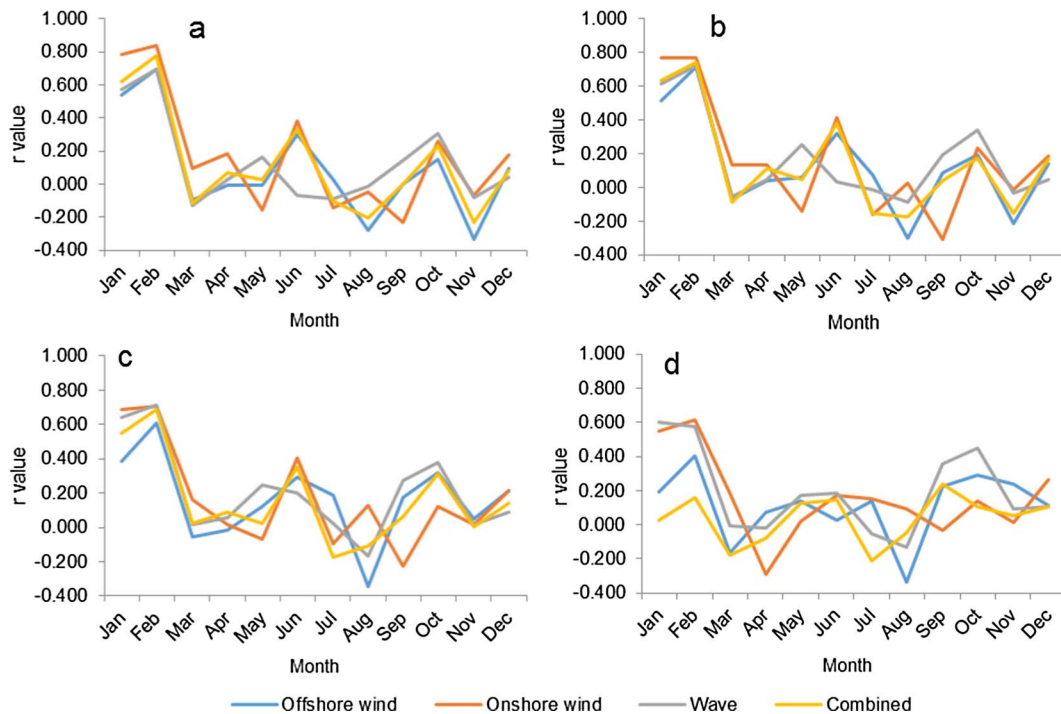 a
1.000
0.800
0.600
0.400
0.200
0.000
-0.200
-0.400
r value
Jan Feb Mar Apr May Jun Jul Aug Sep Oct Nov Dec
Month
b
1.000
0.800
0.600
0.400
0.200
0.000
-0.200
-0.400
r value
Jan Feb Mar Apr May Jun Jul Aug Sep Oct Nov Dec
Month
c
1.000
0.800
0.600
0.400
0.200
0.000
-0.200
-0.400
r value
Jan Feb Mar Apr May Jun Jul Aug Sep Oct Nov Dec
Month
d
1.000
0.800
0.600
0.400
0.200
0.000
-0.200
-0.400
r value
Jan Feb Mar Apr May Jun Jul Aug Sep Oct Nov Dec
Month
Offshore wind Onshore wind Wave Combined